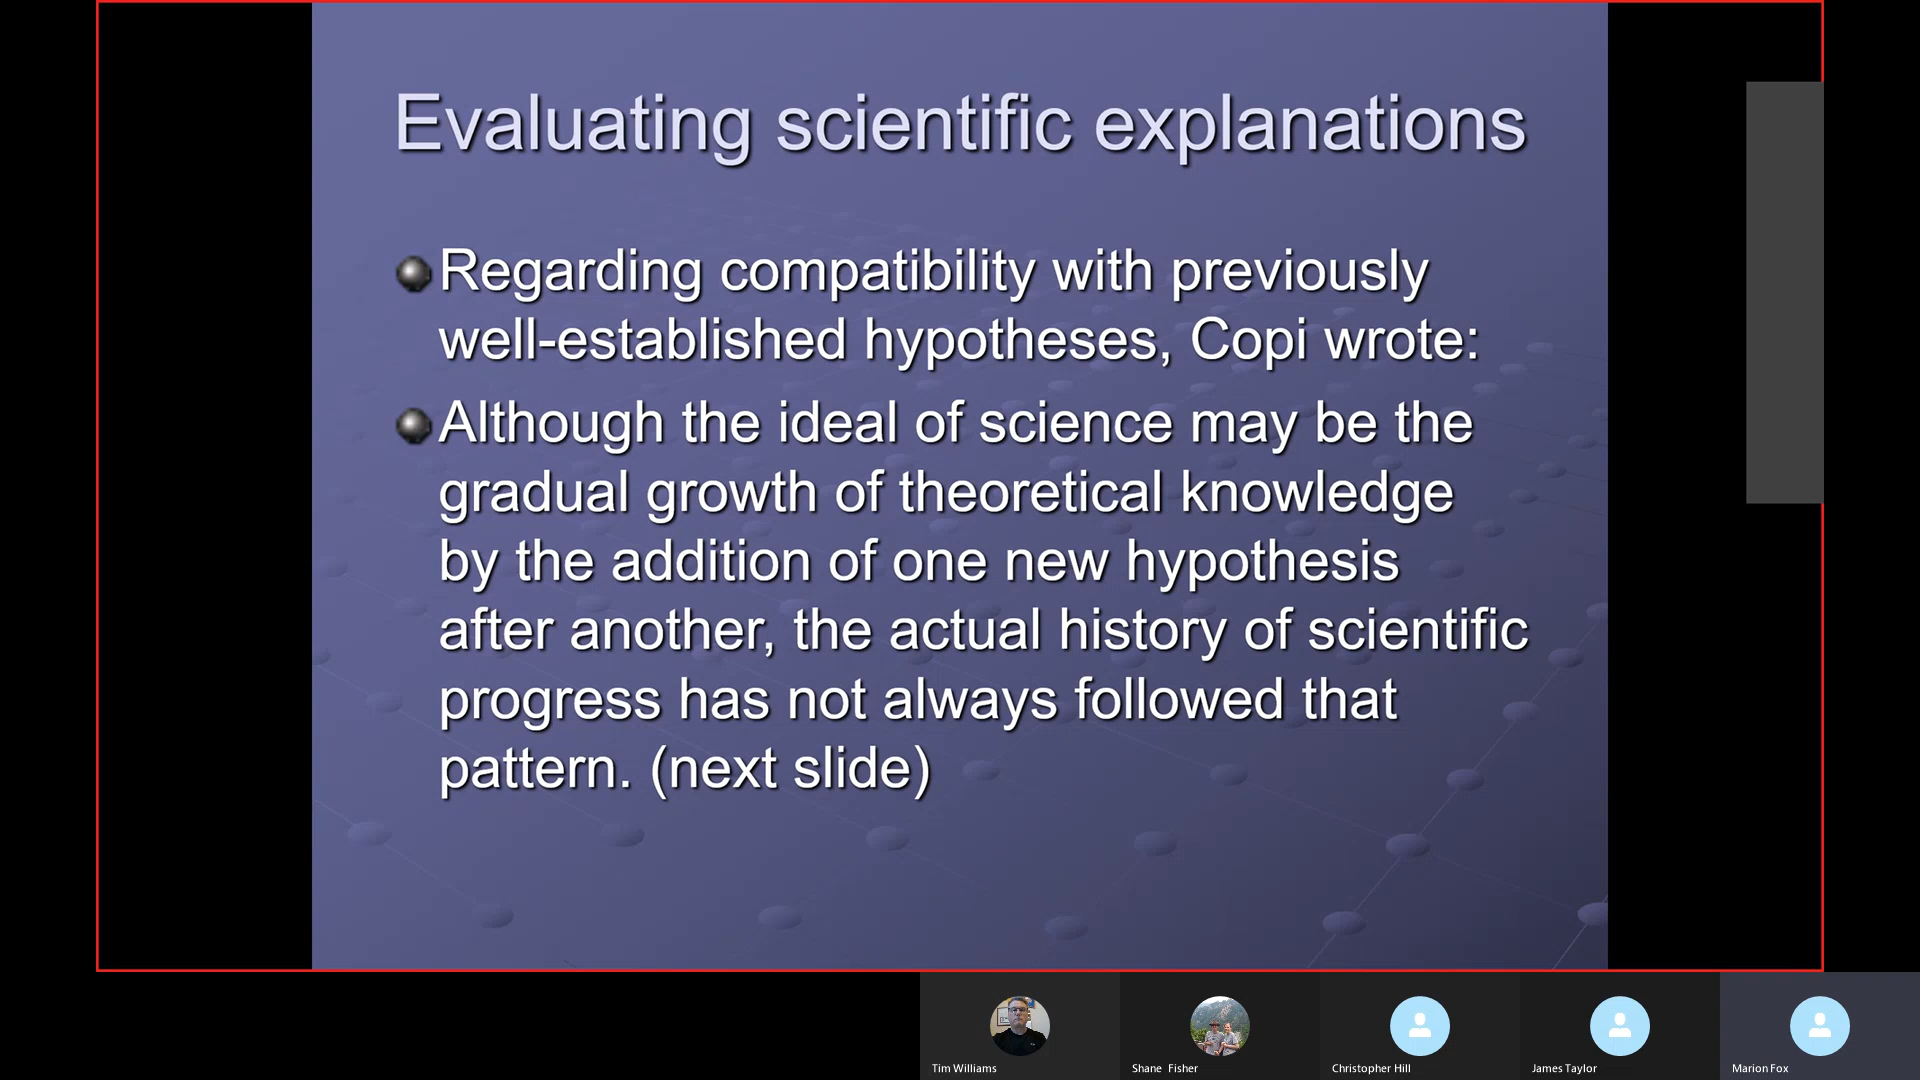 Evaluating scientific explanations
Regarding compatibility with previously
well-established hypotheses, Copi wrote:
Although the ideal of science may be the
gradual growth of theoretical knowledge
by the addition of one new hypothesis
after another, the actual history of scientific
progress has not always followed that
pattern. (next slide)
Tim Williams
Shane Fisher
Christopher Hill
James Taylor
Marion Fox